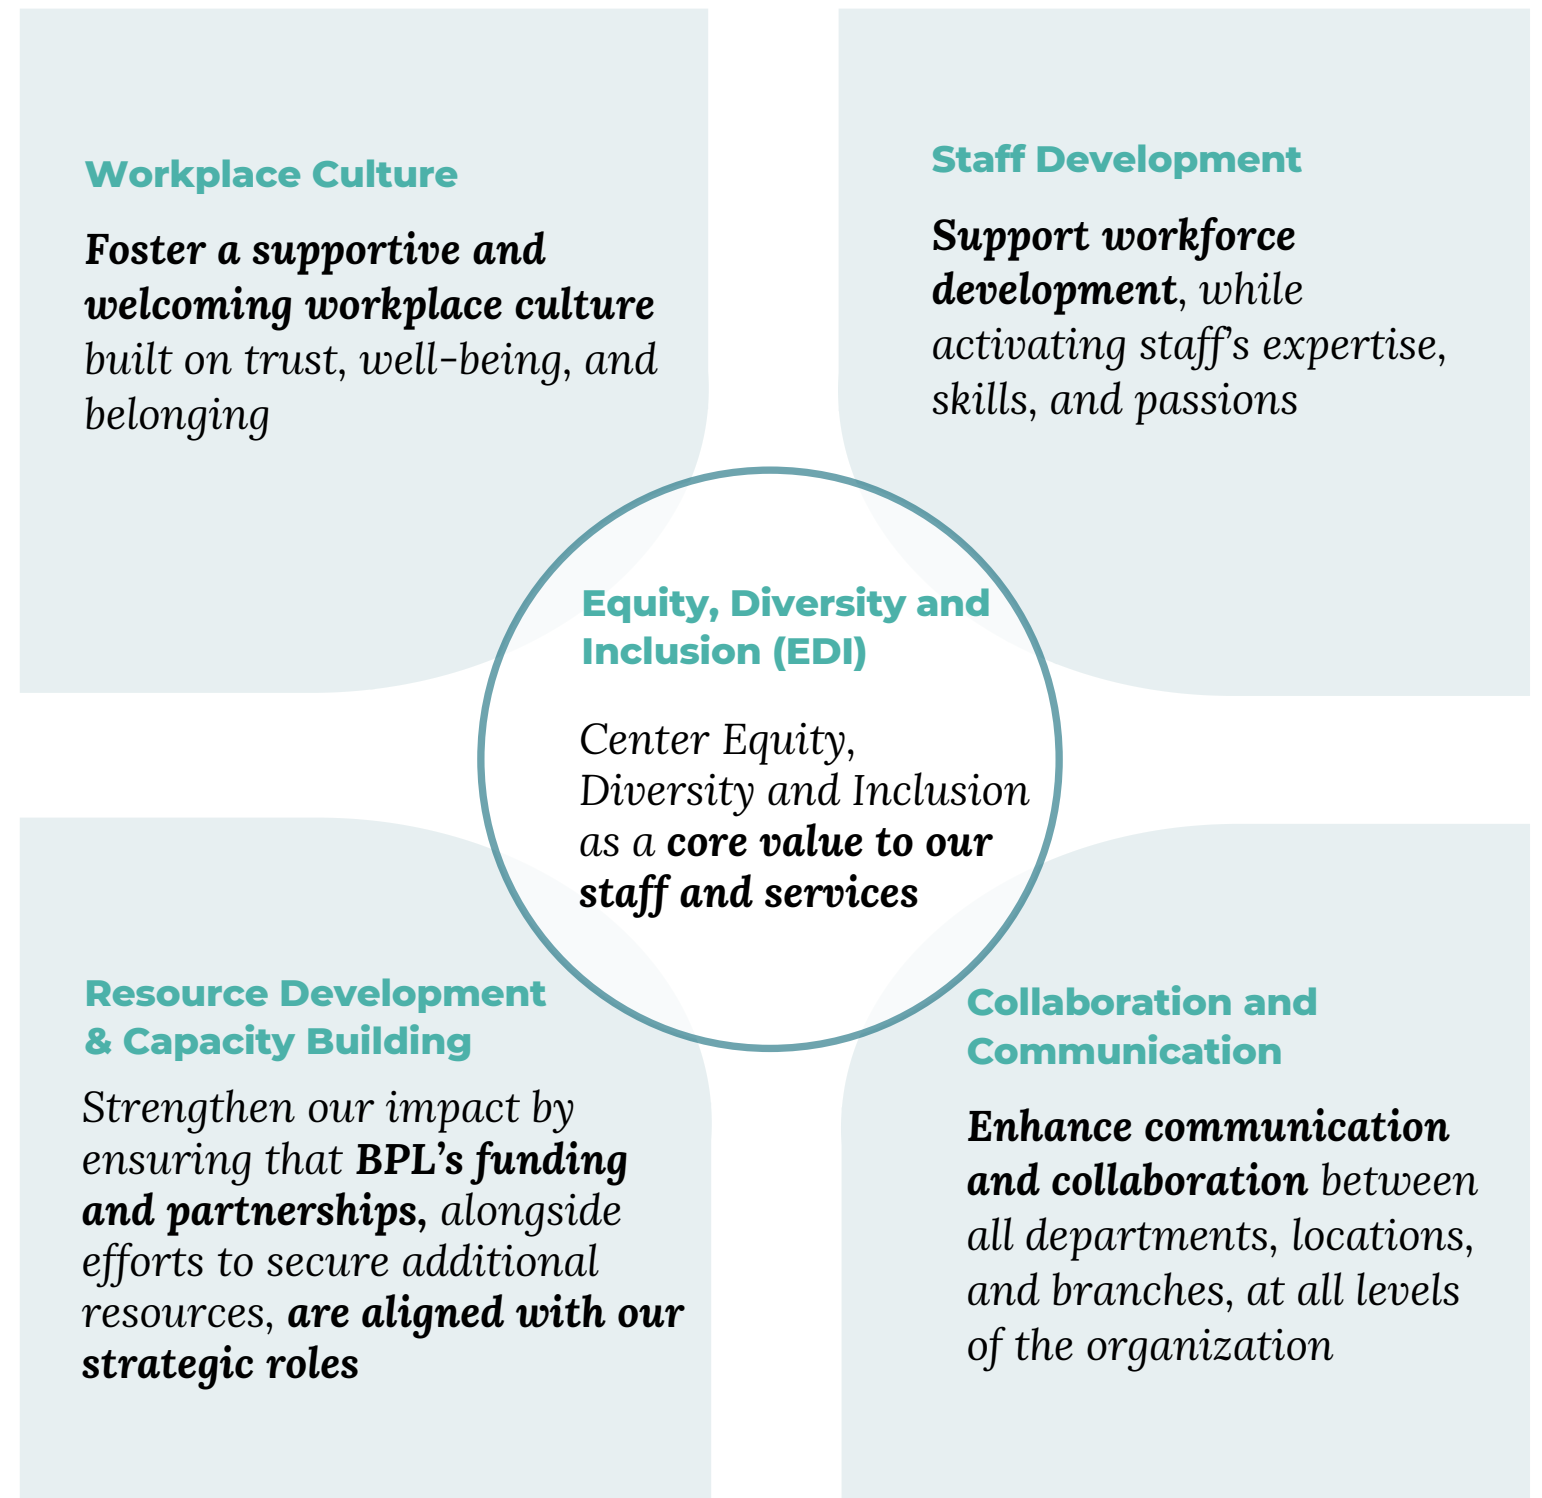 Workplace Culture
Foster a supportive and
welcoming workplace culture
built on trust, well-being, and
belonging
Staff Development
Support workforce
development, while
activating staff’s expertise,
skills, and passions
Equity, Diversity and
Inclusion (EDI)
Center Equity,
Diversity and Inclusion
as a core value to our
staff and services
Resource Development
& Capacity Building
Strengthen our impact by
ensuring that BPL’s funding
and partnerships, alongside
efforts to secure additional
resources, are aligned with our
strategic roles
Collaboration and
Communication
Enhance communication
and collaboration between
all departments, locations,
and branches, at all levels
of the organization